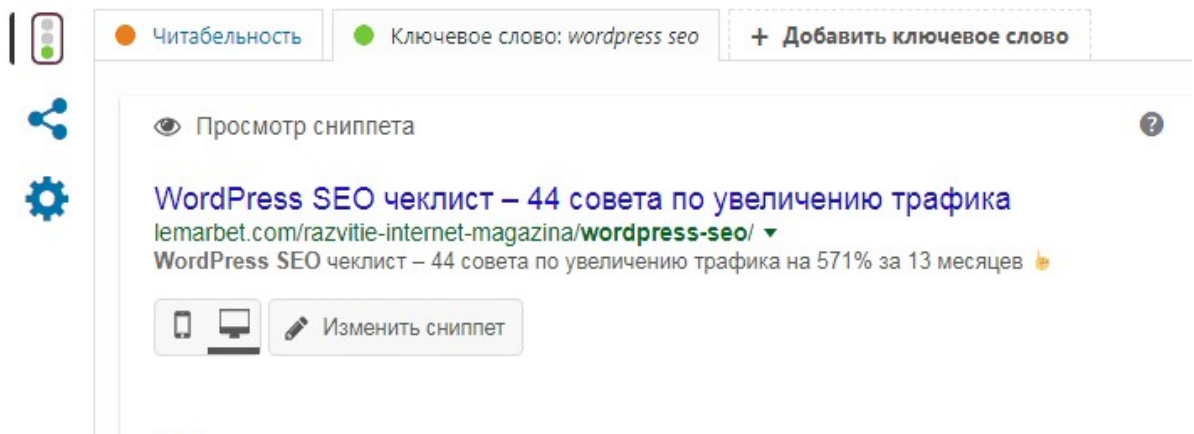 Читабельность
Ключевое слово: wordpress seo
+ Добавить ключевое слово
Просмотр сниппета
?
WordPress SEO чеклист – 44 совета по увеличению трафика
lemarbet.com/razvitie-internet-magazina/wordpress-seo/
WordPress SEO чеклист – 44 совета по увеличению трафика на 571% за 13 месяцев
Изменить сниппет